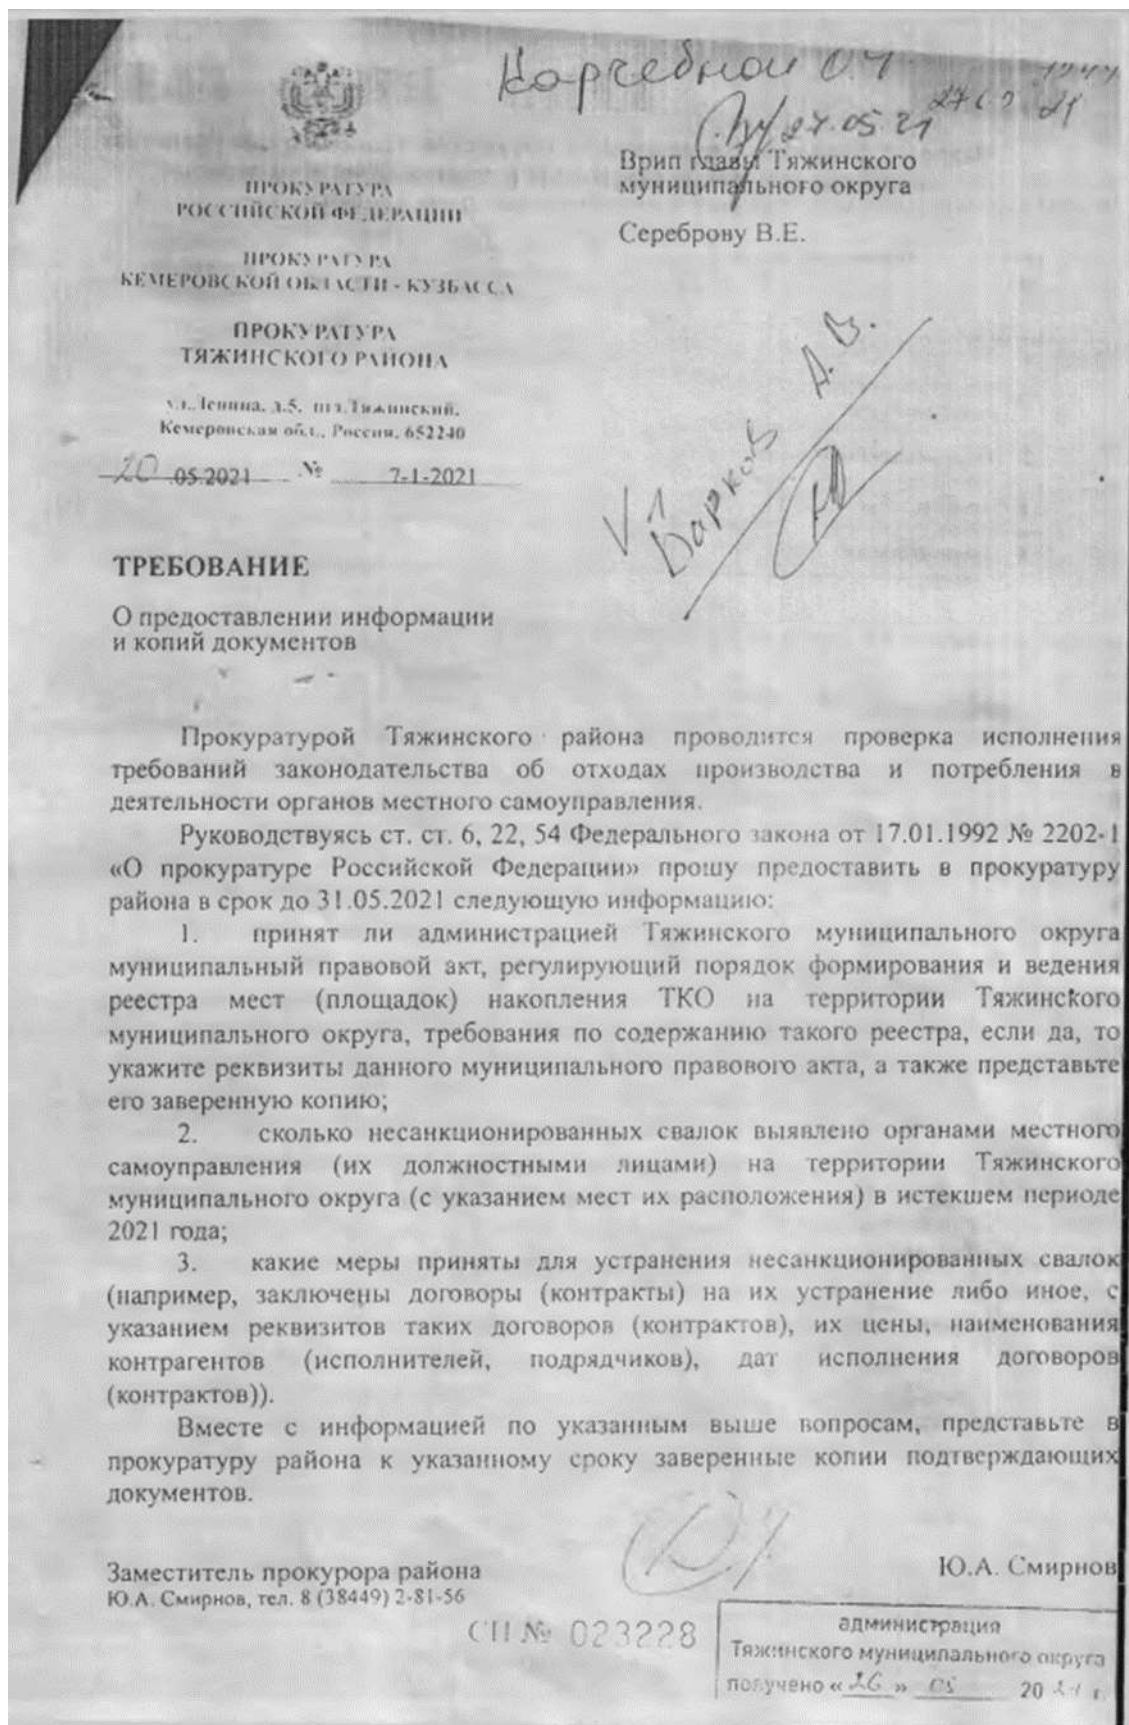 Корчебной О.Ч
27.05.21
Врип главы Тяжинского
муниципального округа
Сереброву В.Е.
ПРОКУРАТУРА
РОССИЙСКОЙ ФЕДЕРАЦИИ
ПРОКУРАТУРА
КЕМЕРОВСКОЙ ОБЛАСТИ - КУЗБАССА
ПРОКУРАТУРА
ТЯЖИНСКОГО РАЙОНА
ул. Ленина, д.5, пгт.Тяжинский,
Кемеровская обл., Россия, 652240
20.05.2021 № 7-1-2021
Барков А.В.
ТРЕБОВАНИЕ
О предоставлении информации
и копий документов
Прокуратурой Тяжинского района проводится проверка исполнения
требований законодательства об отходах производства и потребления в
деятельности органов местного самоуправления.
Руководствуясь ст. ст. 6, 22, 54 Федерального закона от 17.01.1992 № 2202-1
«О прокуратуре Российской Федерации» прошу предоставить в прокуратуру
района в срок до 31.05.2021 следующую информацию:
1. принят ли администрацией Тяжинского муниципального округа
муниципальный правовой акт, регулирующий порядок формирования и ведения
реестра мест (площадок) накопления ТКО на территории Тяжинского
муниципального округа, требования по содержанию такого реестра, если да, то
укажите реквизиты данного муниципального правового акта, а также представьте
его заверенную копию;
2. сколько несанкционированных свалок выявлено органами местного
самоуправления (их должностными лицами) на территории Тяжинского
муниципального округа (с указанием мест их расположения) в истекшем периоде
2021 года;
3. какие меры приняты для устранения несанкционированных свалок
(например, заключены договоры (контракты) на их устранение либо иное, с
указанием реквизитов таких договоров (контрактов), их цены, наименования
контрагентов (исполнителей, подрядчиков), дат исполнения договоров
(контрактов)).
Вместе с информацией по указанным выше вопросам, представьте в
прокуратуру района к указанному сроку заверенные копии подтверждающих
документов.
Заместитель прокурора района
Ю.А. Смирнов
Ю.А. Смирнов, тел. 8 (38449) 2-81-56
СП № 023228
администрация
Тяжинского муниципального округа
получено «26» 05 2021 г.